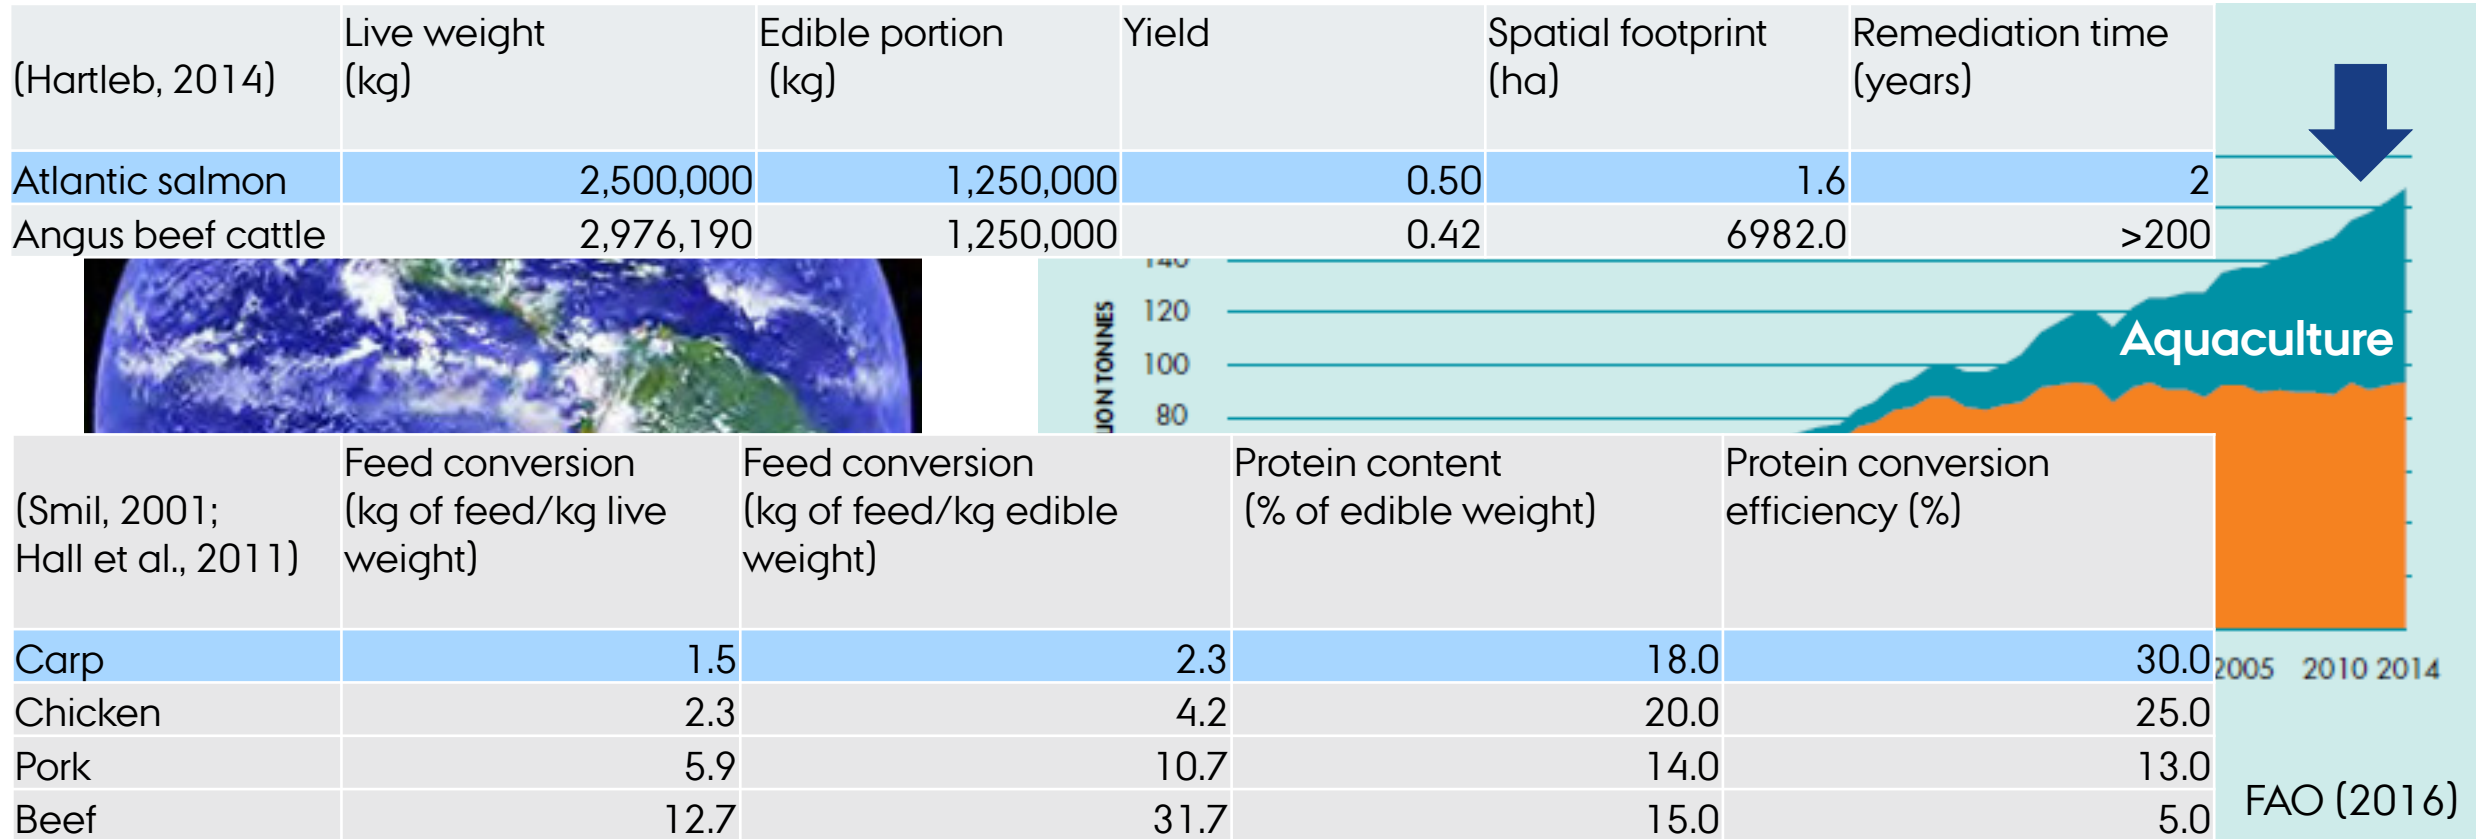 (Hartleb, 2014)
Live weight
(kg)
Edible portion
(kg)
Yield
Spatial footprint
(ha)
Remediation time
(years)
Atlantic salmon 2,500,000 1,250,000 0.50 1.6 2
Angus beef cattle 2,976,190 1,250,000 0.42 6982.0 >200
140
120
100
80
ION TONNES
Aquaculture
(Smil, 2001;
Hall et al., 2011)
Feed conversion
(kg of feed/kg live
weight)
Feed conversion
(kg of feed/kg edible
weight)
Protein content
(% of edible weight)
Protein conversion
efficiency (%)
Carp 1.5 2.3 18.0 30.0
Chicken 2.3 4.2 20.0 25.0
Pork 5.9 10.7 14.0 13.0
Beef 12.7 31.7 15.0 5.0
2005 2010 2014
FAO (2016)